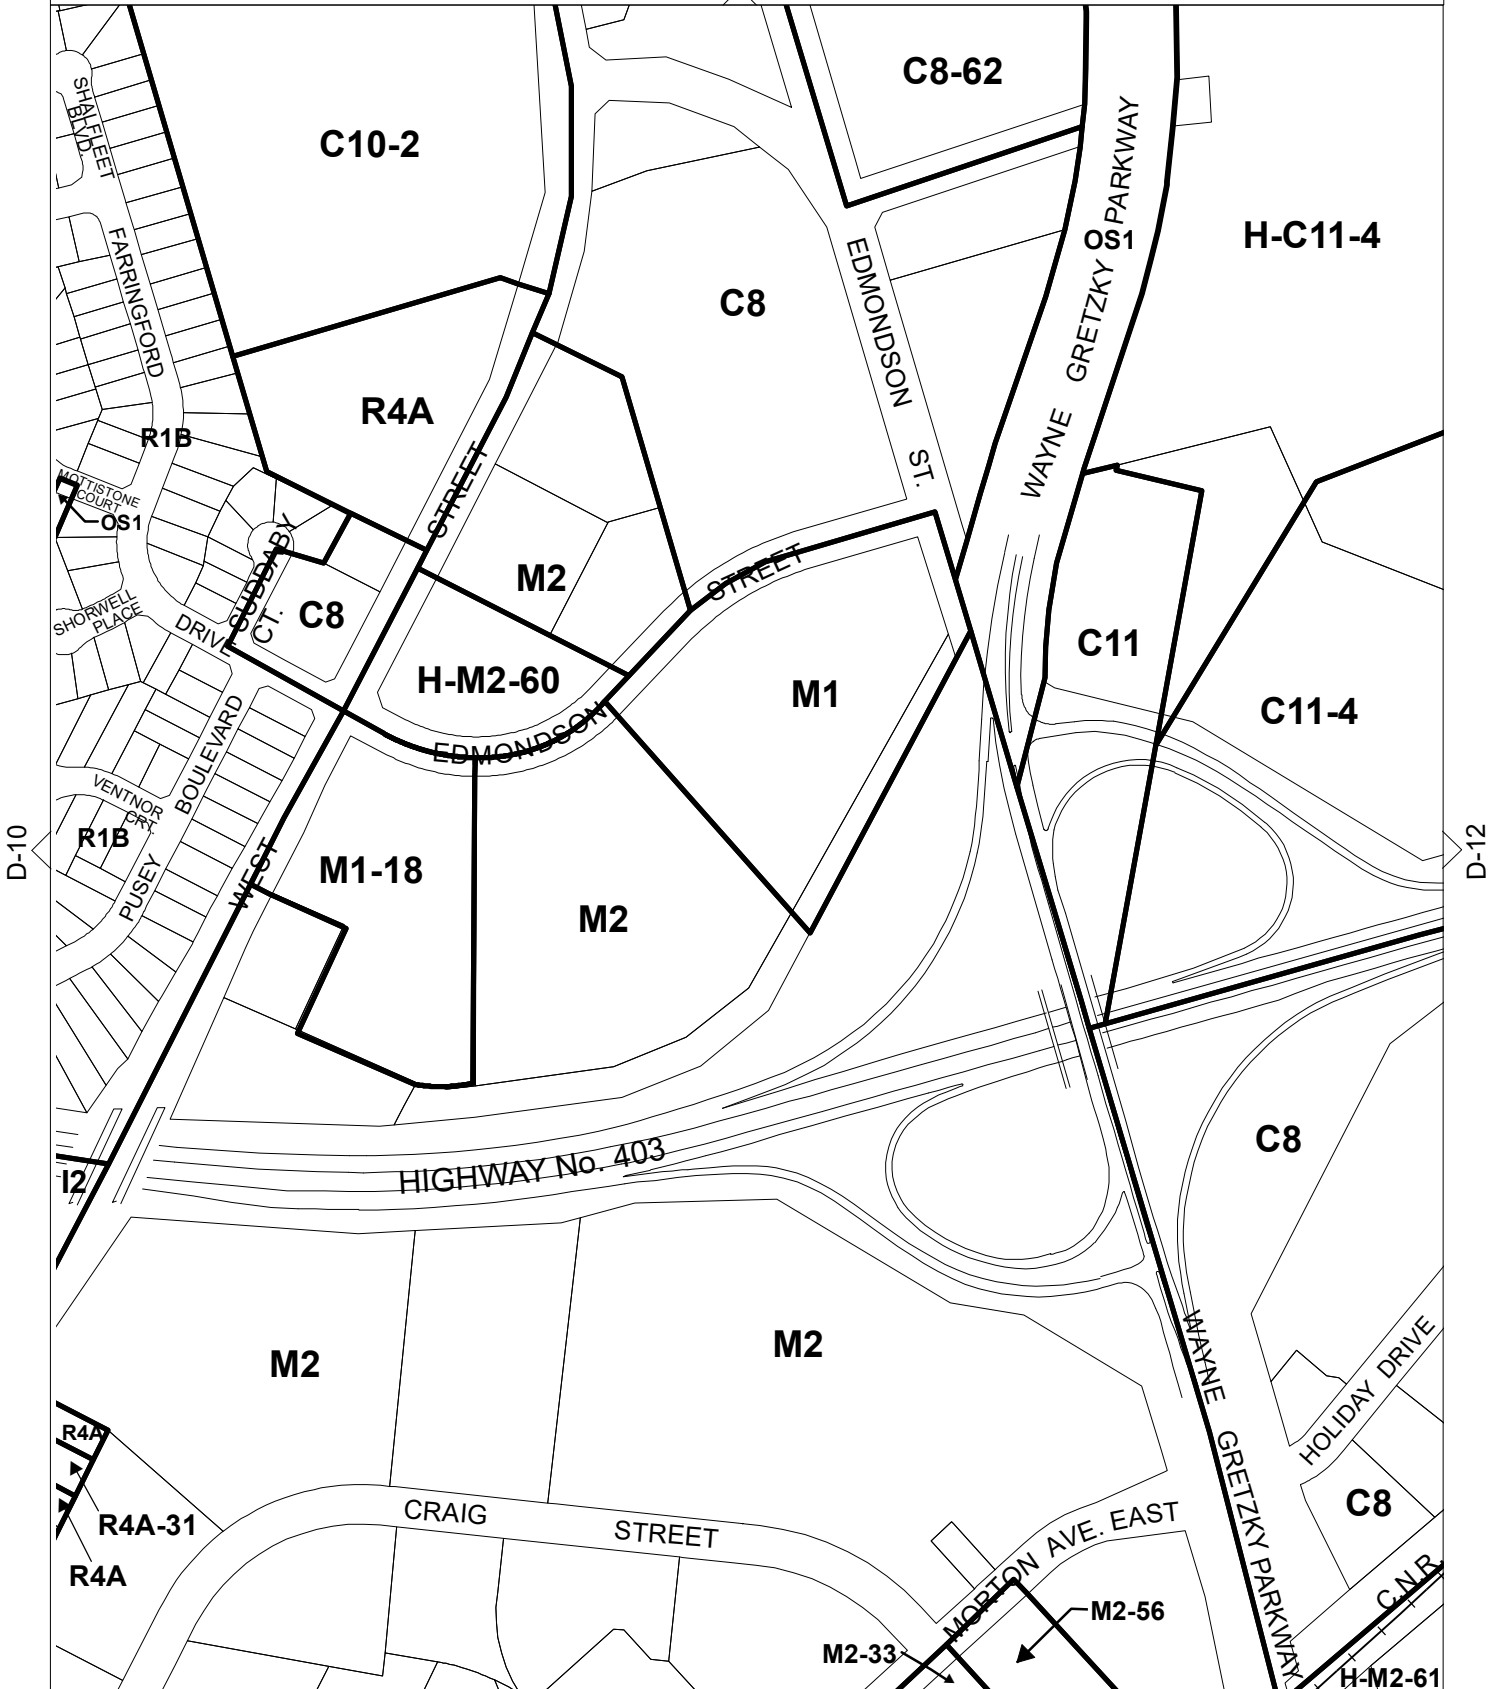 C8-62
SHALFLEET
BLVD.
C10-2
WAYNE GRETZKY PARKWAY
OS1
H-C11-4
FARRINGFORD
EDMONDSON ST.
C8
R4A
R1B
MOTTISTONE
COURT
OS1
STREET
SUDDABY
CT.
M2
STREET
SHORWELL
PLACE
DRIVE
C8
C11
H-M2-60
M1
C11-4
EDMONDSON
BOULEVARD
VENTNOR
CRT.
R1B
D-10
D-12
PUSEY
WEST
M1-18
M2
C8
HIGHWAY No. 403
I2
M2
M2
WAYNE GRETZKY PARKWAY
HOLIDAY DRIVE
R4A
R4A-31
R4A
CRAIG STREET
C8
MORTON AVE. EAST
C.N.R.
M2-56
M2-33
H-M2-61